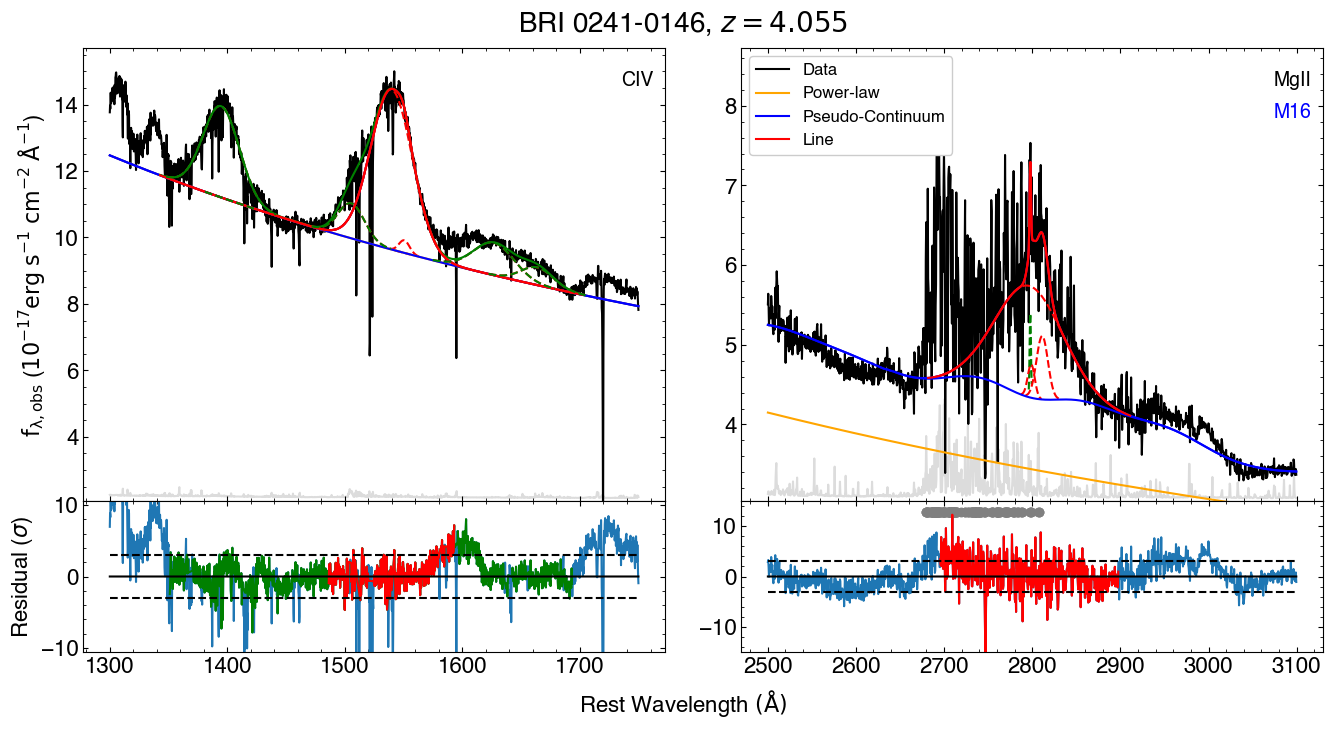 BRI 0241-0146, z = 4.055
CIV
14
12
10
8
6
4
f_λ,obs (10⁻¹⁷erg s⁻¹ cm⁻² Å⁻¹)
10
0
−10
Residual (σ)
1300 1400 1500 1600 1700
Data
Power-law
Pseudo-Continuum
Line
MgII
M16
8
7
6
5
4
10
0
−10
2500 2600 2700 2800 2900 3000 3100
Rest Wavelength (Å)